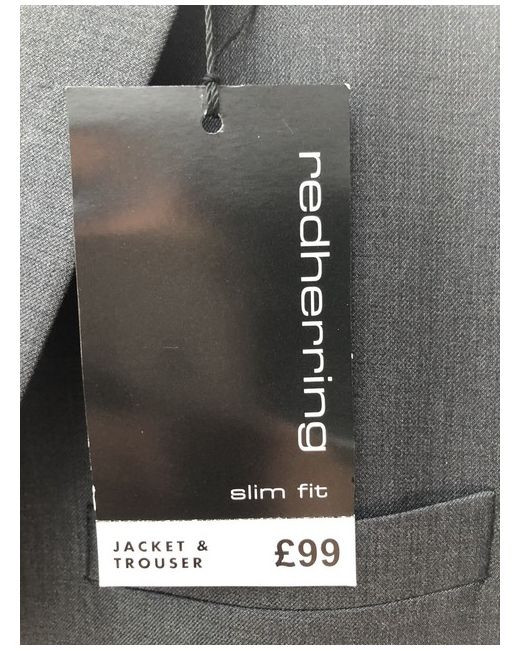 redherring
slim fit
JACKET &
TROUSER
£99